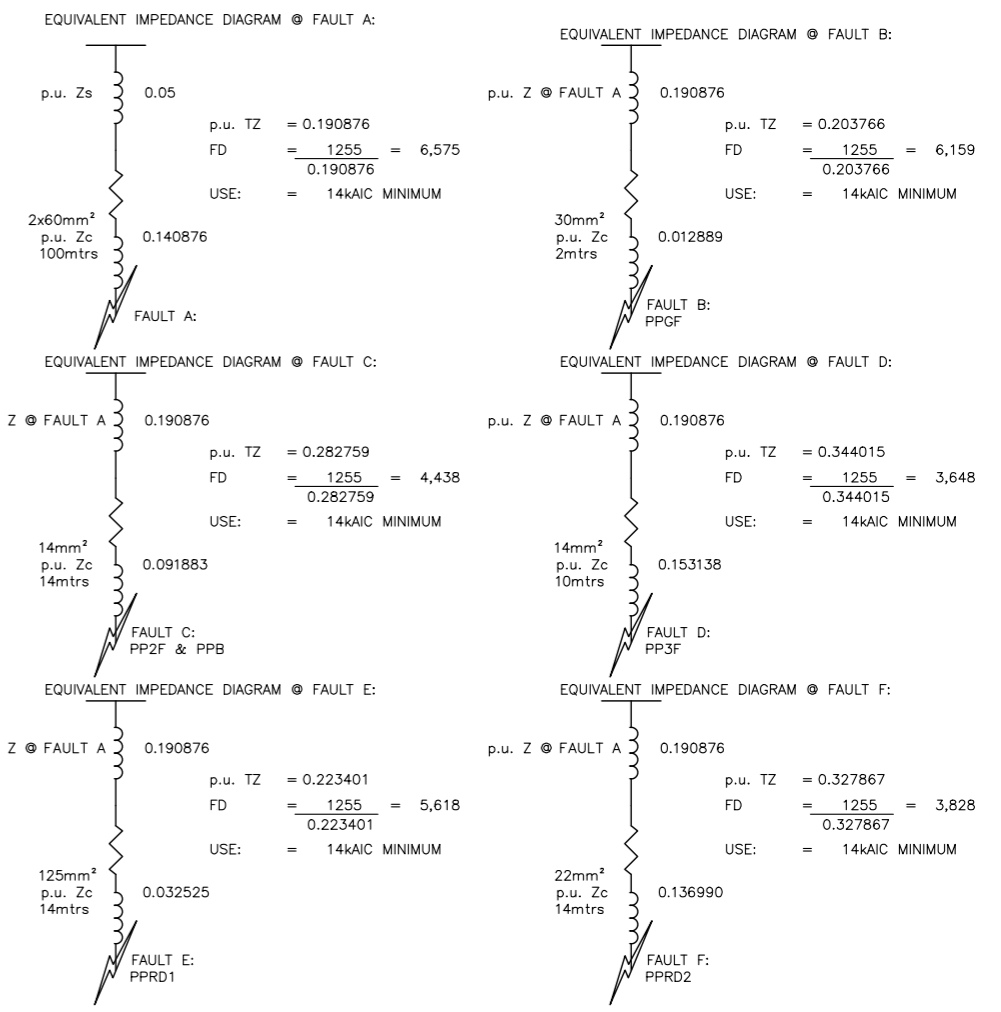 EQUIVALENT IMPEDANCE DIAGRAM @ FAULT A:
p.u. Zs 0.05
p.u. TZ = 0.190876
FD = 1255 = 6,575
0.190876
USE: = 14kAIC MINIMUM
2x60mm²
p.u. Zc 0.140876
100mtrs
FAULT A:
EQUIVALENT IMPEDANCE DIAGRAM @ FAULT B:
p.u. Z @ FAULT A 0.190876
p.u. TZ = 0.203766
FD = 1255 = 6,159
0.203766
USE: = 14kAIC MINIMUM
30mm²
p.u. Zc 0.012889
2mtrs
FAULT B:
PPGF
EQUIVALENT IMPEDANCE DIAGRAM @ FAULT C:
Z @ FAULT A 0.190876
p.u. TZ = 0.282759
FD = 1255 = 4,438
0.282759
USE: = 14kAIC MINIMUM
14mm²
p.u. Zc 0.091883
14mtrs
FAULT C:
PP2F & PPB
EQUIVALENT IMPEDANCE DIAGRAM @ FAULT D:
p.u. Z @ FAULT A 0.190876
p.u. TZ = 0.344015
FD = 1255 = 3,648
0.344015
USE: = 14kAIC MINIMUM
14mm²
p.u. Zc 0.153138
10mtrs
FAULT D:
PP3F
EQUIVALENT IMPEDANCE DIAGRAM @ FAULT E:
Z @ FAULT A 0.190876
p.u. TZ = 0.223401
FD = 1255 = 5,618
0.223401
USE: = 14kAIC MINIMUM
125mm²
p.u. Zc 0.032525
14mtrs
FAULT E:
PPRD1
EQUIVALENT IMPEDANCE DIAGRAM @ FAULT F:
p.u. Z @ FAULT A 0.190876
p.u. TZ = 0.327867
FD = 1255 = 3,828
0.327867
USE: = 14kAIC MINIMUM
22mm²
p.u. Zc 0.136990
14mtrs
FAULT F:
PPRD2